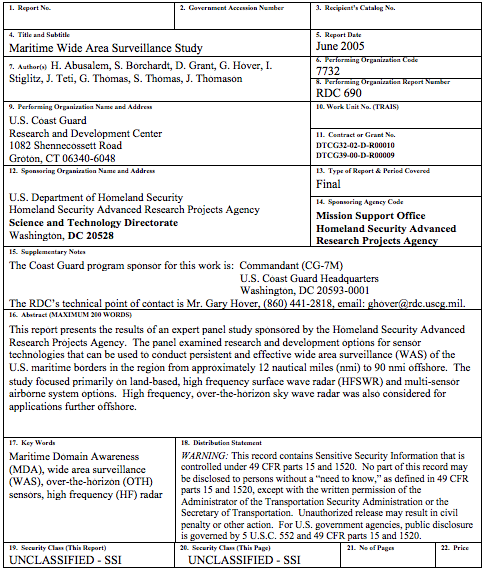 1. Report No.
2. Government Accession Number
3. Recipient's Catalog No.
4. Title and Subtitle
Maritime Wide Area Surveillance Study
5. Report Date
June 2005
6. Performing Organization Code
7732
7. Author(s) H. Abusalem, S. Borchardt, D. Grant, G. Hover, I.
Stiglitz, J. Teti, G. Thomas, S. Thomas, J. Thomason
8. Performing Organization Report Number
RDC 690
9. Performing Organization Name and Address
U.S. Coast Guard
Research and Development Center
1082 Shennecossett Road
Groton, CT 06340-6048
10. Work Unit No. (TRAIS)
11. Contract or Grant No.
DTCG32-02-D-R00010
DTCG39-00-D-R00009
12. Sponsoring Organization Name and Address
U.S. Department of Homeland Security
Homeland Security Advanced Research Projects Agency
Science and Technology Directorate
Washington, DC 20528
13. Type of Report & Period Covered
Final
14. Sponsoring Agency Code
Mission Support Office
Homeland Security Advanced
Research Projects Agency
15. Supplementary Notes
The Coast Guard program sponsor for this work is: Commandant (CG-7M)
U.S. Coast Guard Headquarters
Washington, DC 20593-0001
The RDC's technical point of contact is Mr. Gary Hover, (860) 441-2818, email: ghover@rdc.uscg.mil.
16. Abstract (MAXIMUM 200 WORDS)
This report presents the results of an expert panel study sponsored by the Homeland Security Advanced
Research Projects Agency. The panel examined research and development options for sensor
technologies that can be used to conduct persistent and effective wide area surveillance (WAS) of the
U.S. maritime borders in the region from approximately 12 nautical miles (nmi) to 90 nmi offshore. The
study focused primarily on land-based, high frequency surface wave radar (HFSWR) and multi-sensor
airborne system options. High frequency, over-the-horizon sky wave radar was also considered for
applications further offshore.
17. Key Words
Maritime Domain Awareness
(MDA), wide area surveillance
(WAS), over-the-horizon (OTH)
sensors, high frequency (HF) radar
18. Distribution Statement
WARNING: This record contains Sensitive Security Information that is
controlled under 49 CFR parts 15 and 1520. No part of this record may
be disclosed to persons without a "need to know," as defined in 49 CFR
parts 15 and 1520, except with the written permission of the
Administrator of the Transportation Security Administration or the
Secretary of Transportation. Unauthorized release may result in civil
penalty or other action. For U.S. government agencies, public disclosure
is governed by 5 U.S.C. 552 and 49 CFR parts 15 and 1520.
19. Security Class (This Report)
UNCLASSIFIED - SSI
20. Security Class (This Page)
UNCLASSIFIED - SSI
21. No of Pages
22. Price